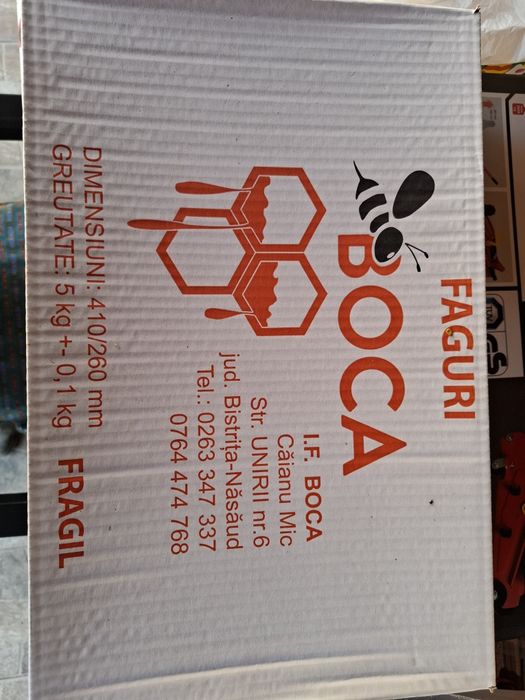 FAGURI
BOCA
I.F. BOCA
Căianu Mic
Str. UNIRII nr.6
jud. Bistrița-Năsăud
Tel.: 0263 347 337
0764 474 768
DIMENSIUNI: 410/260 mm
GREUTATE: 5 kg +- 0,1 kg FRAGIL